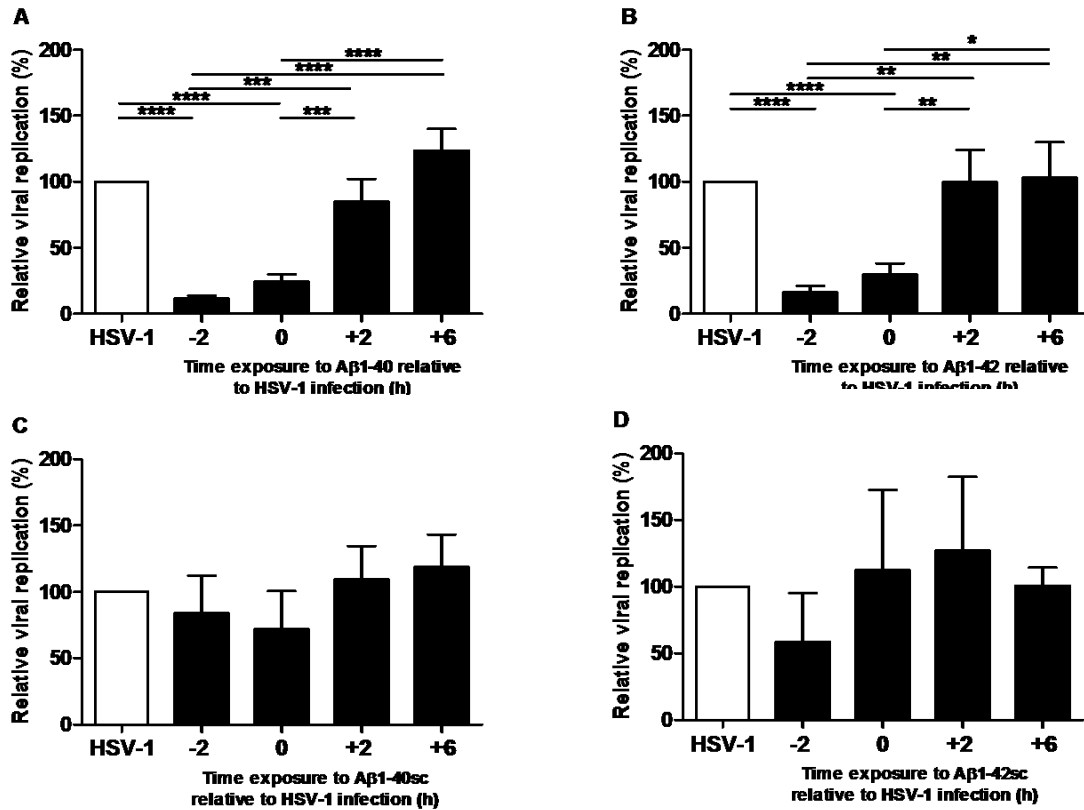 A
Relative viral replication (%)
200
150
100
50
0
****
****
***
****
****
***
HSV-1 -2 0 +2 +6
Time exposure to Aβ1-40 relative
to HSV-1 infection (h)
B
Relative viral replication (%)
200
150
100
50
0
*
**
**
****
****
**
HSV-1 -2 0 +2 +6
Time exposure to Aβ1-42 relative
to HSV-1 infection (h)
C
Relative viral replication (%)
200
150
100
50
0
HSV-1 -2 0 +2 +6
Time exposure to Aβ1-40sc
relative to HSV-1 infection (h)
D
Relative viral replication (%)
200
150
100
50
0
HSV-1 -2 0 +2 +6
Time exposure to Aβ1-42sc
relative to HSV-1 infection (h)